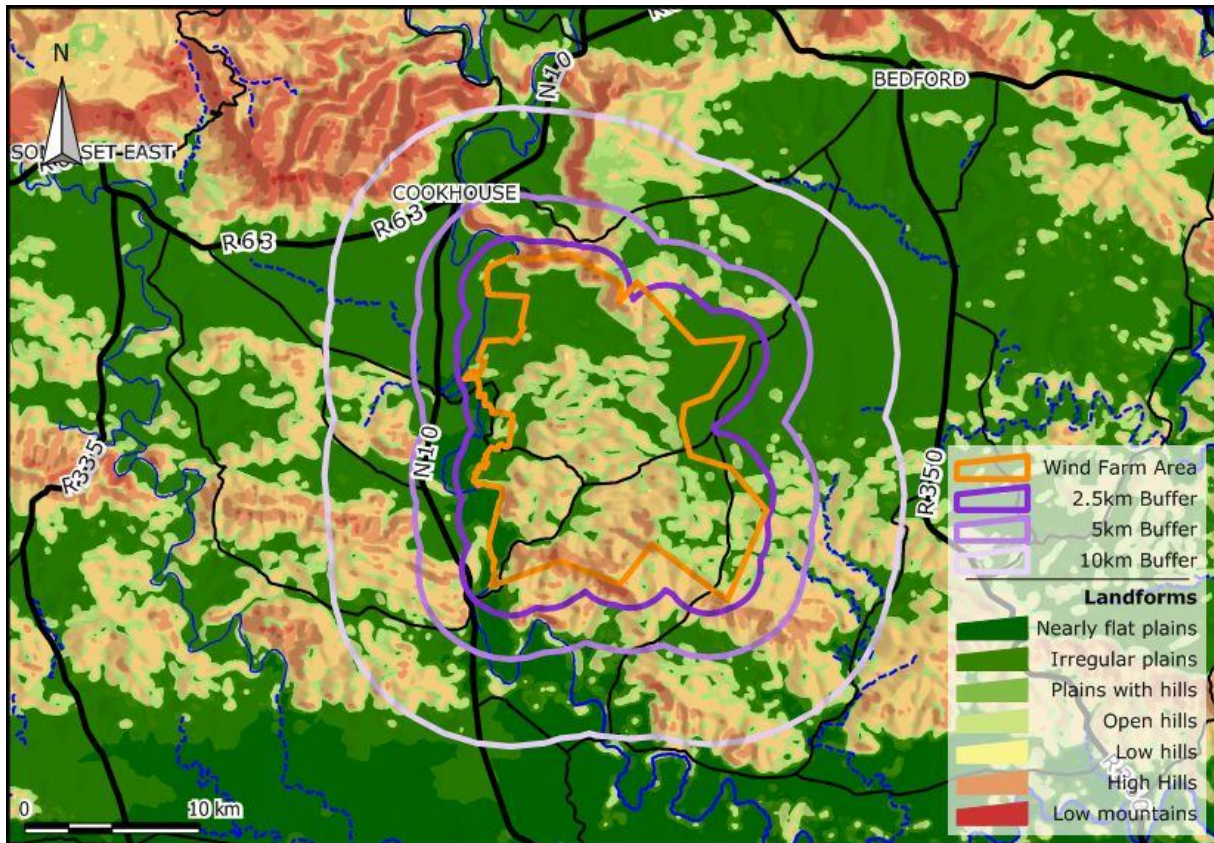 N
N10
BEDFORD
SOMERSET EAST
COOKHOUSE
R63
R63
R335
N10
R350
Wind Farm Area
2.5km Buffer
5km Buffer
10km Buffer
Landforms
Nearly flat plains
Irregular plains
Plains with hills
Open hills
Low hills
High Hills
Low mountains
0 10 km